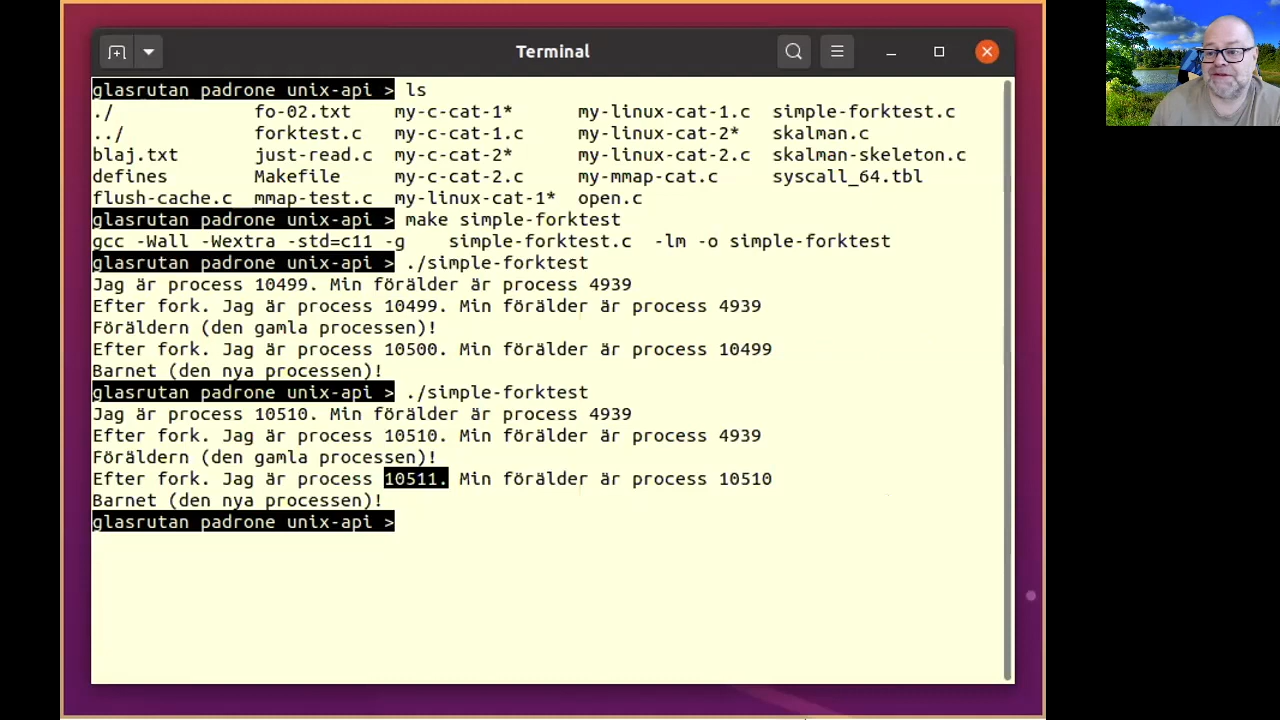 Terminal
glasrutan padrone unix-api > ls
./ fo-02.txt my-c-cat-1* my-linux-cat-1.c simple-forktest.c
../ forktest.c my-c-cat-1.c my-linux-cat-2* skalman.c
blaj.txt just-read.c my-c-cat-2* my-linux-cat-2.c skalman-skeleton.c
defines Makefile my-c-cat-2.c my-mmap-cat.c syscall_64.tbl
flush-cache.c mmap-test.c my-linux-cat-1* open.c
glasrutan padrone unix-api > make simple-forktest
gcc -Wall -Wextra -std=c11 -g simple-forktest.c -lm -o simple-forktest
glasrutan padrone unix-api > ./simple-forktest
Jag är process 10499. Min förälder är process 4939
Efter fork. Jag är process 10499. Min förälder är process 4939
Föräldern (den gamla processen)!
Efter fork. Jag är process 10500. Min förälder är process 10499
Barnet (den nya processen)!
glasrutan padrone unix-api > ./simple-forktest
Jag är process 10510. Min förälder är process 4939
Efter fork. Jag är process 10510. Min förälder är process 4939
Föräldern (den gamla processen)!
Efter fork. Jag är process 10511. Min förälder är process 10510
Barnet (den nya processen)!
glasrutan padrone unix-api >